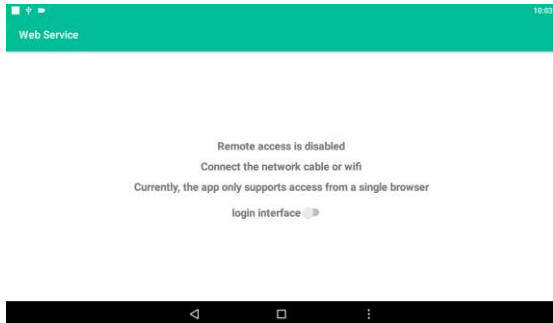 10:03
Web Service
Remote access is disabled
Connect the network cable or wifi
Currently, the app only supports access from a single browser
login interface